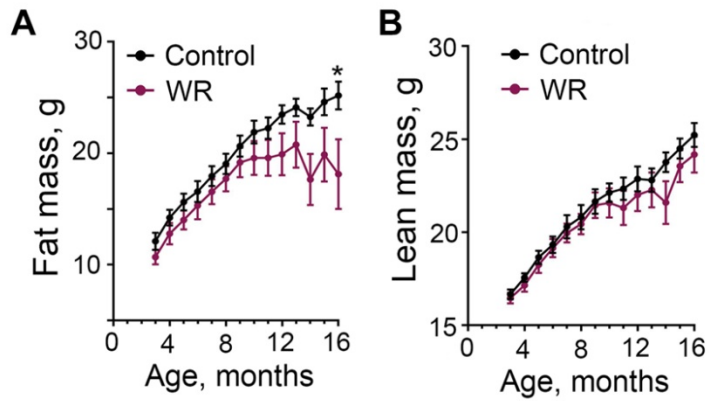 A
Fat mass, g
30
20
10
Control
WR
*
0
4
8
12
16
Age, months
B
Lean mass, g
30
25
20
15
Control
WR
0
4
8
12
16
Age, months